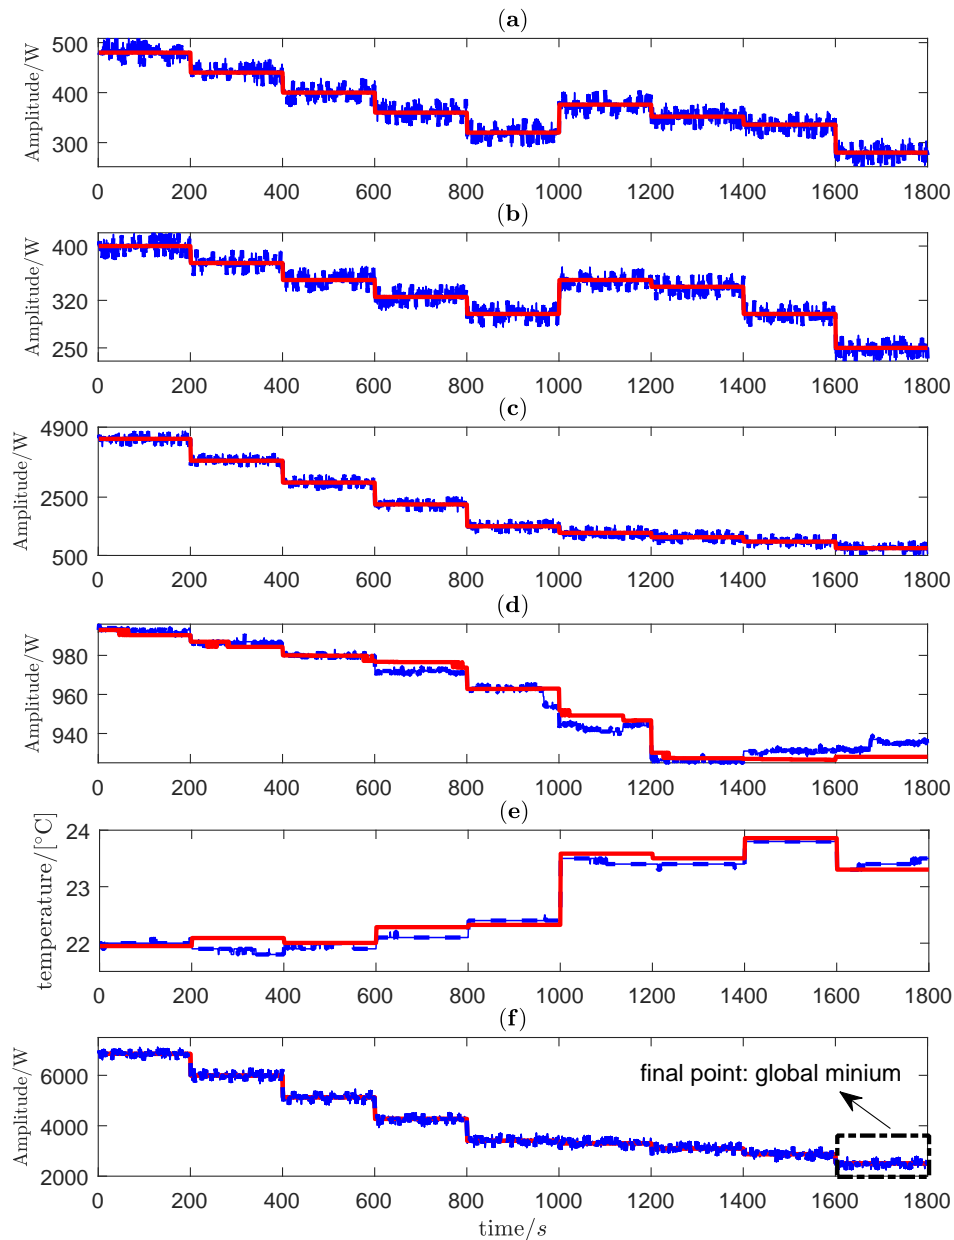 (a)
Amplitude/W
500
400
300
0 200 400 600 800 1000 1200 1400 1600 1800
(b)
Amplitude/W
400
320
250
0 200 400 600 800 1000 1200 1400 1600 1800
(c)
Amplitude/W
4900
2500
500
0 200 400 600 800 1000 1200 1400 1600 1800
(d)
Amplitude/W
980
960
940
0 200 400 600 800 1000 1200 1400 1600 1800
(e)
temperature/[°C]
24
23
22
0 200 400 600 800 1000 1200 1400 1600 1800
(f)
Amplitude/W
6000
4000
2000
final point: global minium
0 200 400 600 800 1000 1200 1400 1600 1800
time/s